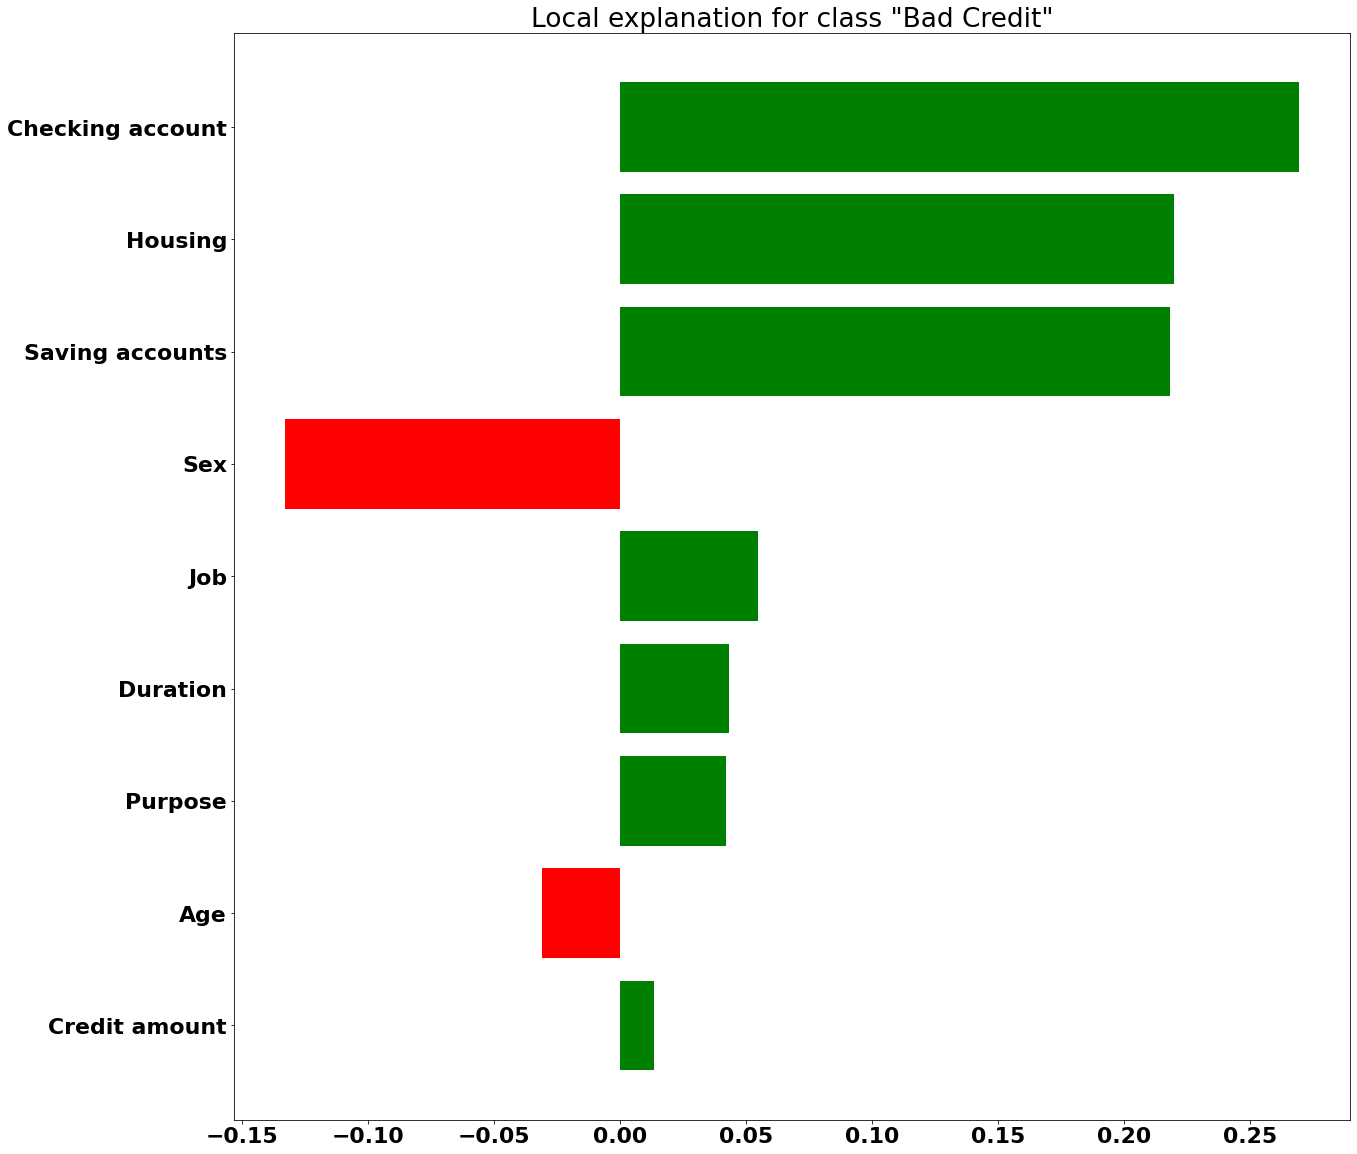 Local explanation for class "Bad Credit"
Checking account
Housing
Saving accounts
Sex
Job
Duration
Purpose
Age
Credit amount
−0.15 −0.10 −0.05 0.00 0.05 0.10 0.15 0.20 0.25